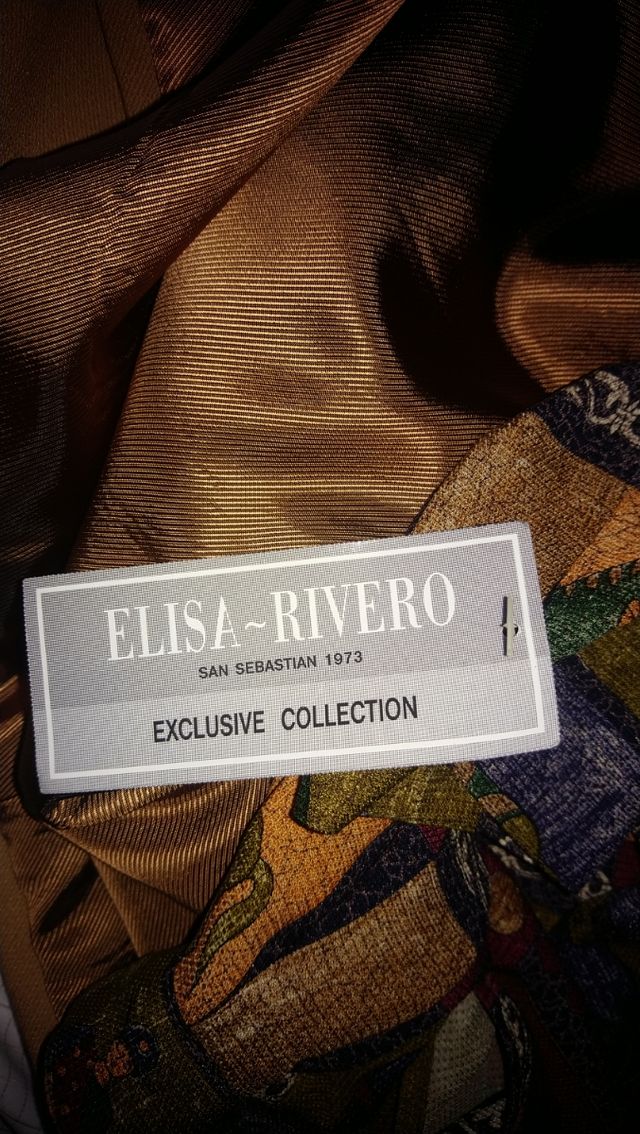 ELISA~RIVERO
SAN SEBASTIAN 1973
EXCLUSIVE COLLECTION